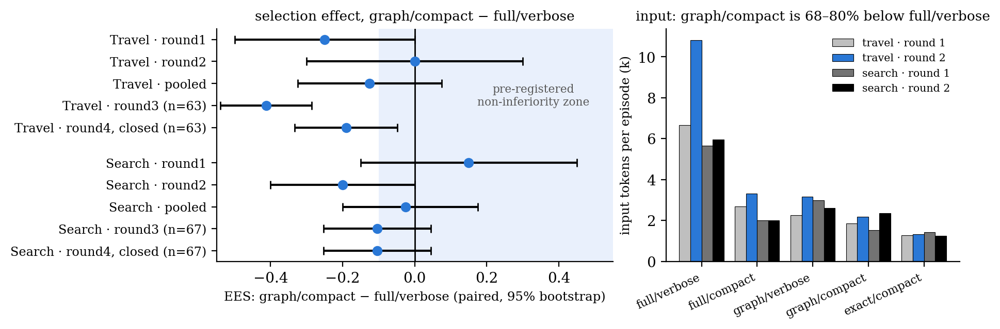 selection effect, graph/compact − full/verbose
Travel · round1
Travel · round2
Travel · pooled
Travel · round3 (n=63)
Travel · round4, closed (n=63)
Search · round1
Search · round2
Search · pooled
Search · round3 (n=67)
Search · round4, closed (n=67)
pre-registered
non-inferiority zone
−0.4
−0.2
0.0
0.2
0.4
EES: graph/compact − full/verbose (paired, 95% bootstrap)
input: graph/compact is 68–80% below full/verbose
input tokens per episode (k)
10
8
6
4
2
0
travel · round 1
travel · round 2
search · round 1
search · round 2
full/verbose
full/compact
graph/verbose
graph/compact
exact/compact